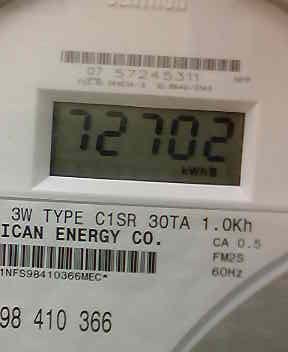 07 57245311
72702
kWh
3W TYPE C1SR 30TA 1.0Kh
ICAN ENERGY CO.
CA 0.5
FM2S
60Hz
1NFS98410366MEC*
98 410 366